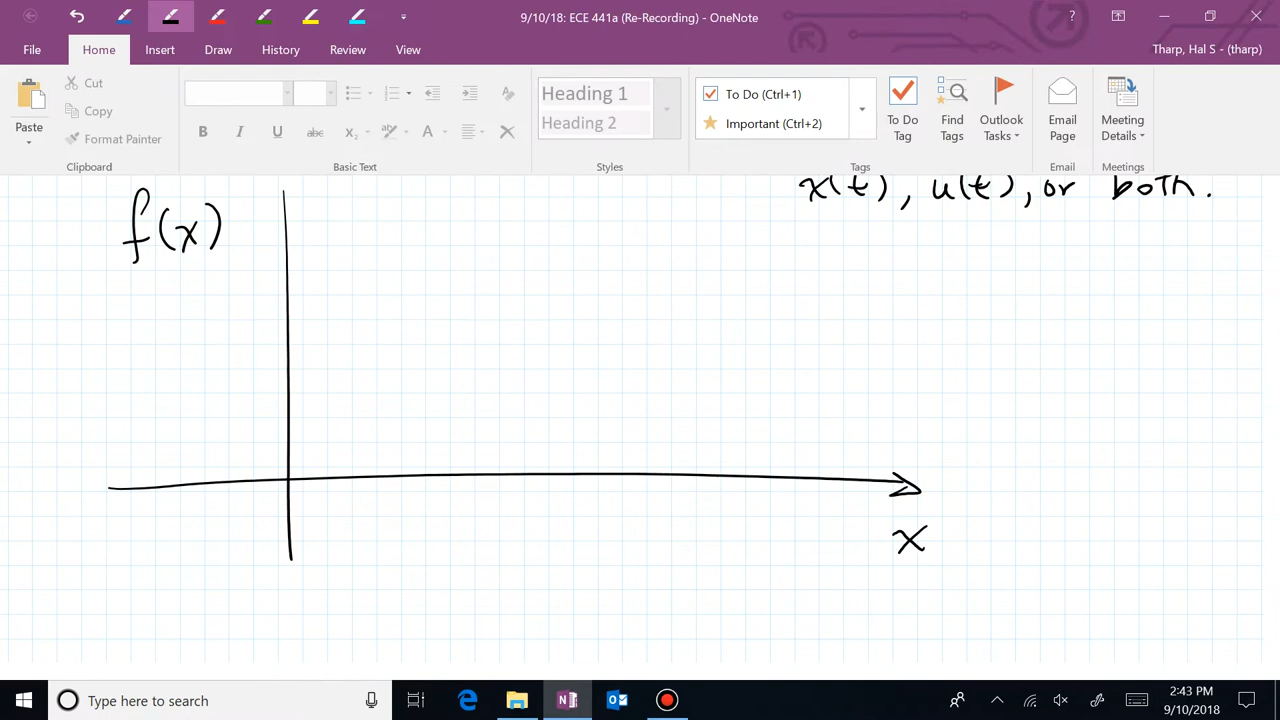 9/10/18: ECE 441a (Re-Recording) - OneNote
?
File Home Insert Draw History Review View
Tharp, Hal S - (tharp)
Paste
Cut
Copy
Format Painter
Clipboard
B I U abc X₂ A
Basic Text
Heading 1
Heading 2
Styles
To Do (Ctrl+1)
Important (Ctrl+2)
To Do Tag
Find Tags
Outlook Tasks
Tags
Email Page
Email
Meeting Details
Meetings
x(t), u(t), or both.
f(x)
x
Type here to search
2:43 PM
9/10/2018